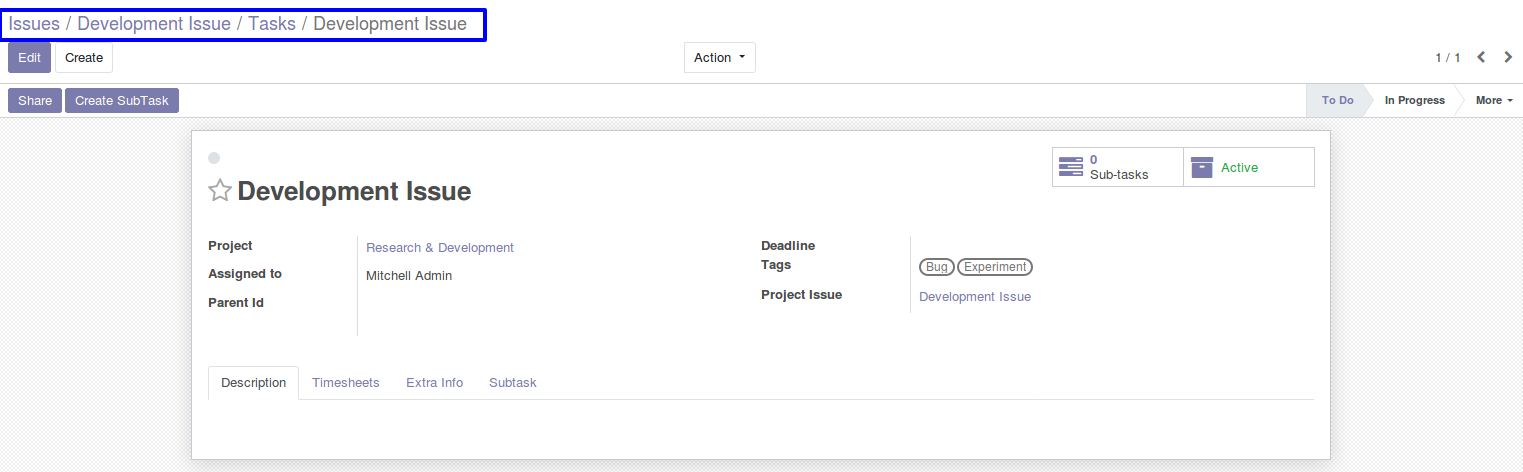 Issues / Development Issue / Tasks / Development Issue
Edit Create Action 1 / 1
Share Create SubTask To Do In Progress More
0
Sub-tasks
Active
Development Issue
Project Research & Development
Assigned to Mitchell Admin
Parent Id
Deadline
Tags Bug Experiment
Project Issue Development Issue
Description Timesheets Extra Info Subtask